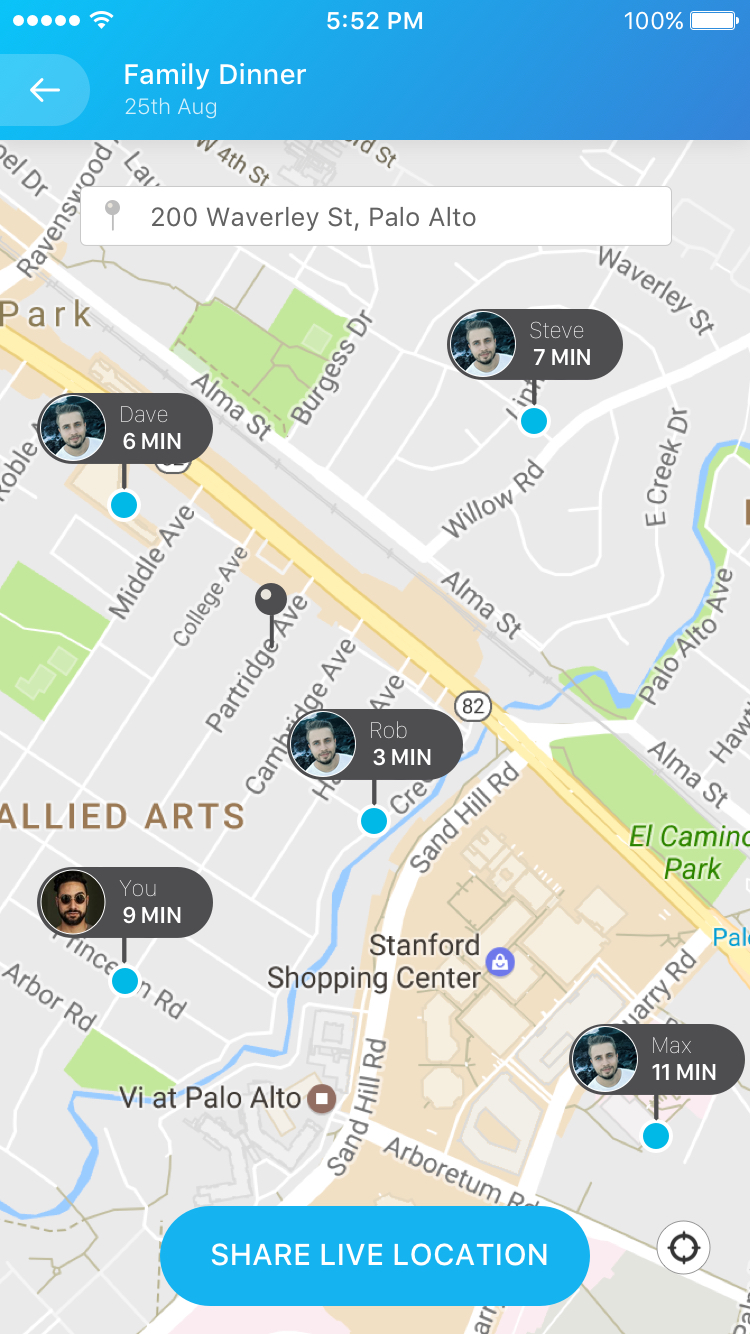 5:52 PM
100%
Family Dinner
25th Aug
W 4th St
Ravenswood
200 Waverley St, Palo Alto
Waverley St
Park
Burgess Dr
Steve
7 MIN
Alma St
Dave
6 MIN
E Creek Dr
Willow Rd
Middle Ave
College Ave
Alma St
Palo Alto Ave
Partridge Ave
Cambridge Ave
82
Rob
3 MIN
Alma St
Sand Hill Rd
ALLIED ARTS
El Camino
Park
You
9 MIN
Stanford
Shopping Center
Arbor Rd
Quarry Rd
Max
11 MIN
Vi at Palo Alto
Sand Hill Rd
Arboretum Rd
SHARE LIVE LOCATION